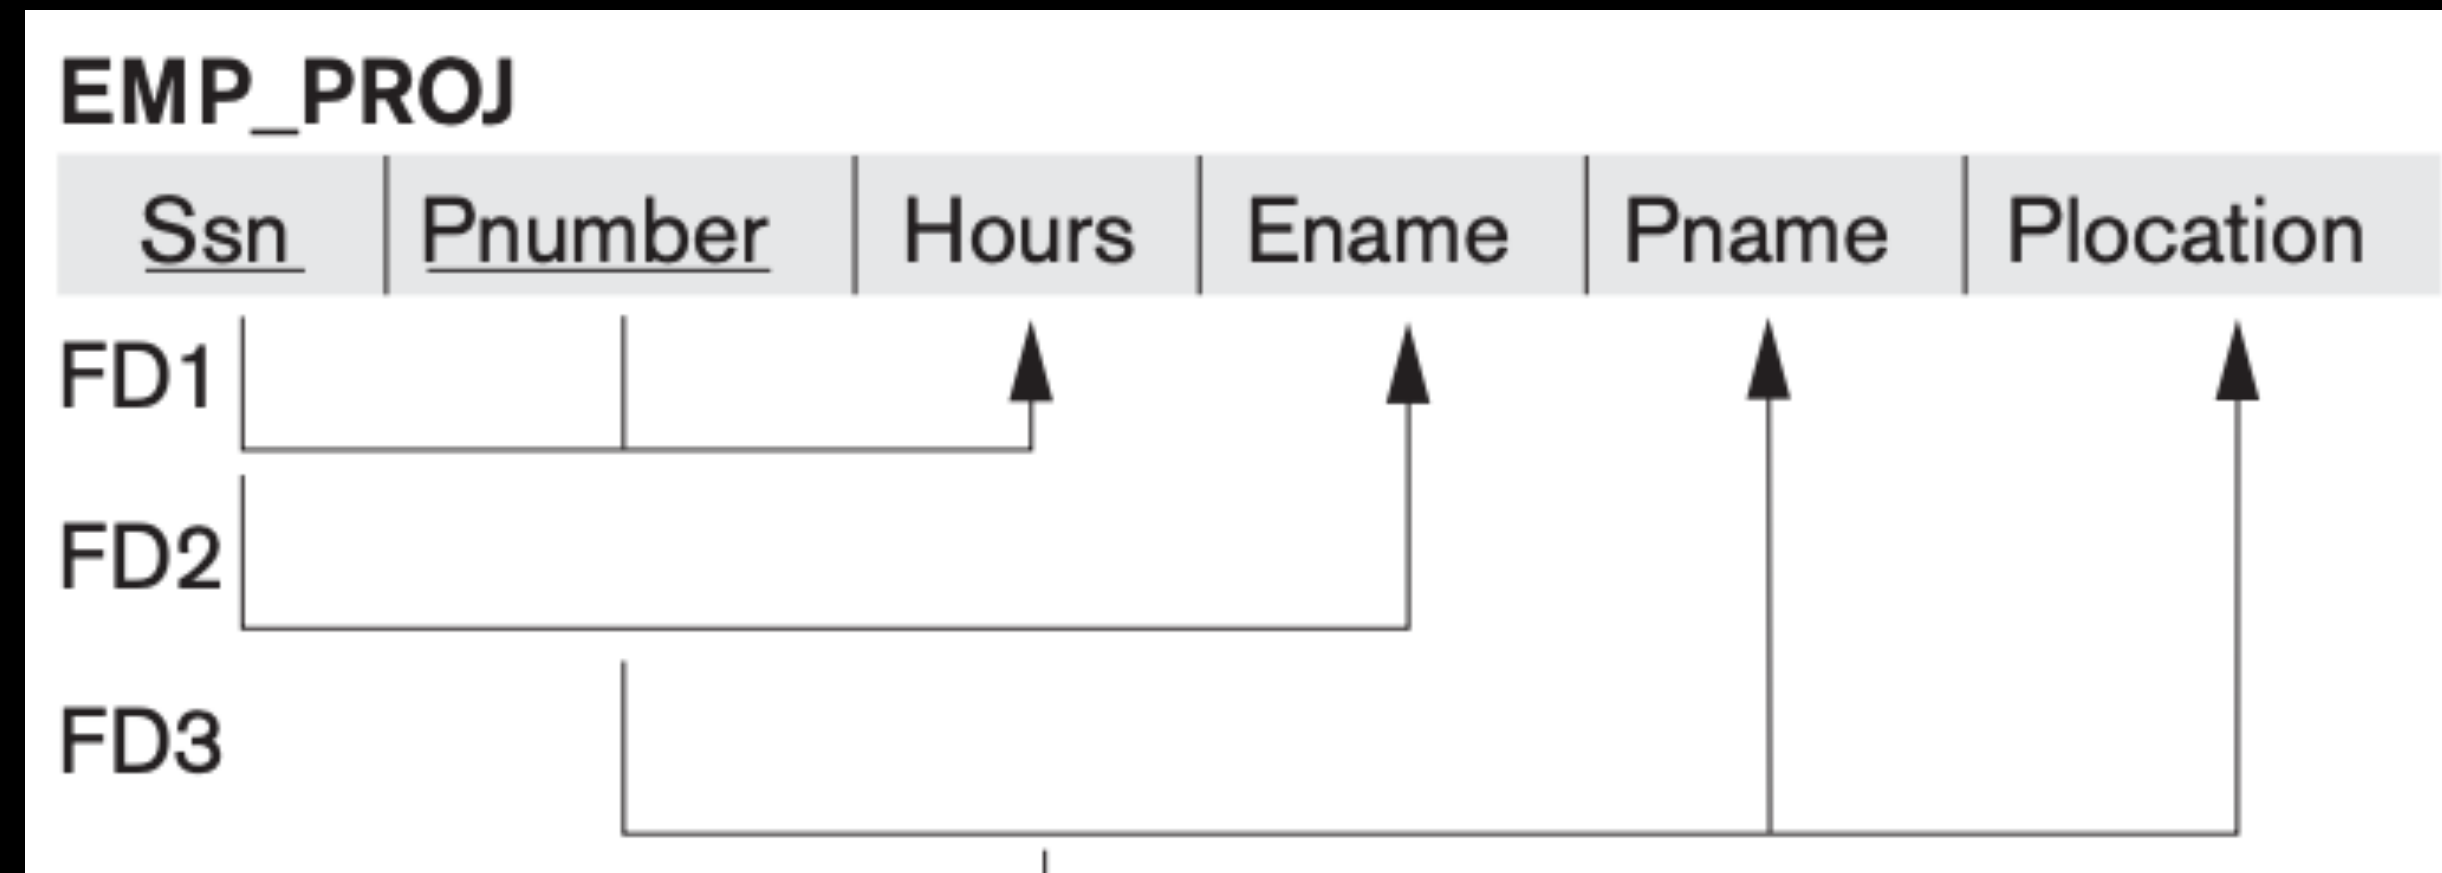 EMP_PROJ
Ssn Pnumber Hours Ename Pname Plocation
FD1
FD2
FD3